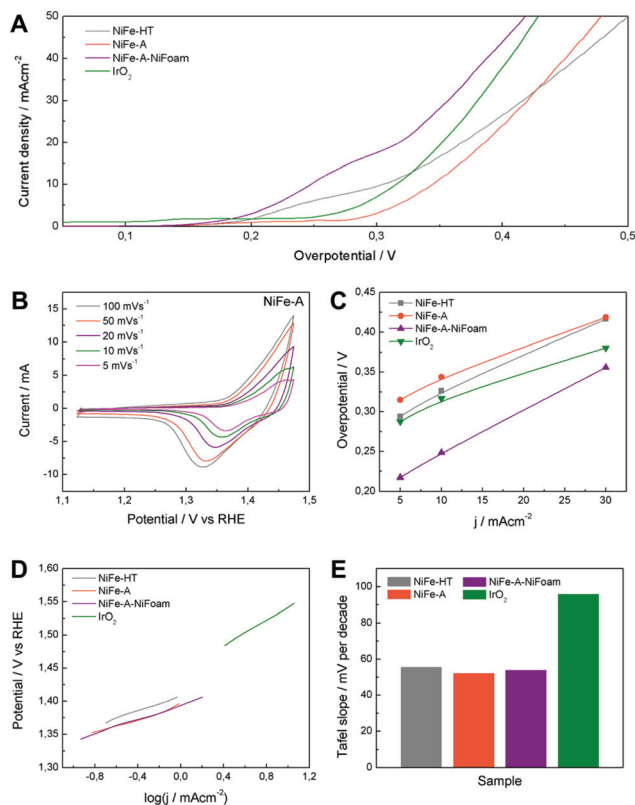 A
NiFe-HT
NiFe-A
NiFe-A-NiFoam
IrO₂
Current density / mAcm⁻²
50
40
30
20
10
0
0,1
0,2
0,3
0,4
0,5
Overpotential / V
B
NiFe-A
100 mVs⁻¹
50 mVs⁻¹
20 mVs⁻¹
10 mVs⁻¹
5 mVs⁻¹
Current / mA
15
10
5
0
-5
-10
1,1
1,2
1,3
1,4
1,5
Potential / V vs RHE
C
NiFe-HT
NiFe-A
NiFe-A-NiFoam
IrO₂
Overpotential / V
0,45
0,40
0,35
0,30
0,25
0,20
5
10
15
20
25
30
j / mAcm⁻²
D
NiFe-HT
NiFe-A
NiFe-A-NiFoam
IrO₂
Potential / V vs RHE
1,60
1,55
1,50
1,45
1,40
1,35
1,30
-0,8
-0,4
0,0
0,4
0,8
1,2
log(j / mAcm⁻²)
E
NiFe-HT
NiFe-A
NiFe-A-NiFoam
IrO₂
Tafel slope / mV per decade
100
80
60
40
20
0
Sample